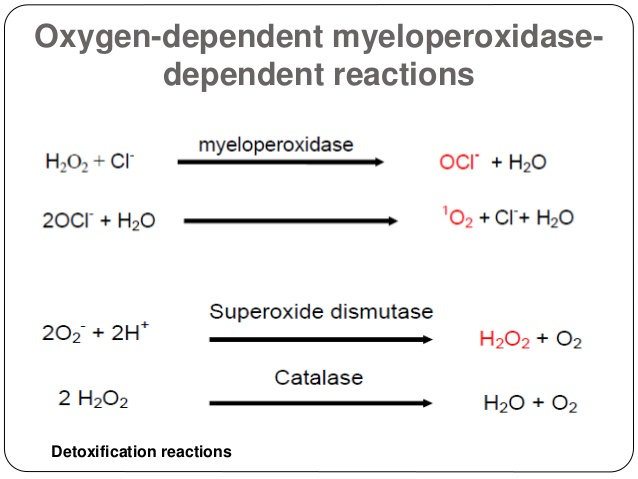 Oxygen-dependent myeloperoxidase-
dependent reactions
H₂O₂ + Cl⁻ myeloperoxidase OCl⁻ + H₂O
2OCl⁻ + H₂O ¹O₂ + Cl⁻+ H₂O
2O₂⁻ + 2H⁺ Superoxide dismutase H₂O₂ + O₂
2 H₂O₂ Catalase H₂O + O₂
Detoxification reactions